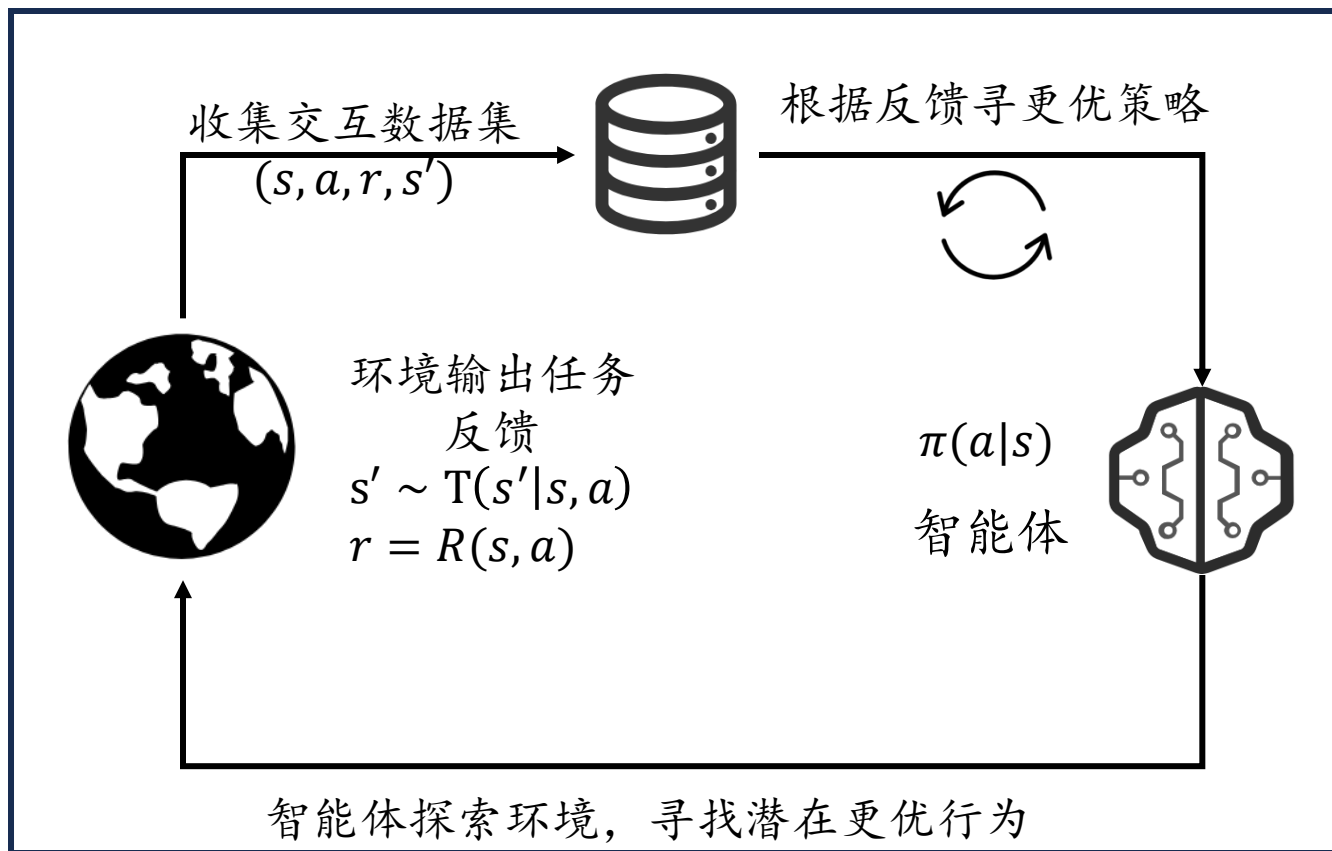 收集交互数据集
(s, a, r, s′)
根据反馈寻更优策略
环境输出任务
反馈
s′ ~ T(s′|s, a)
r = R(s, a)
π(a|s)
智能体
智能体探索环境，寻找潜在更优行为